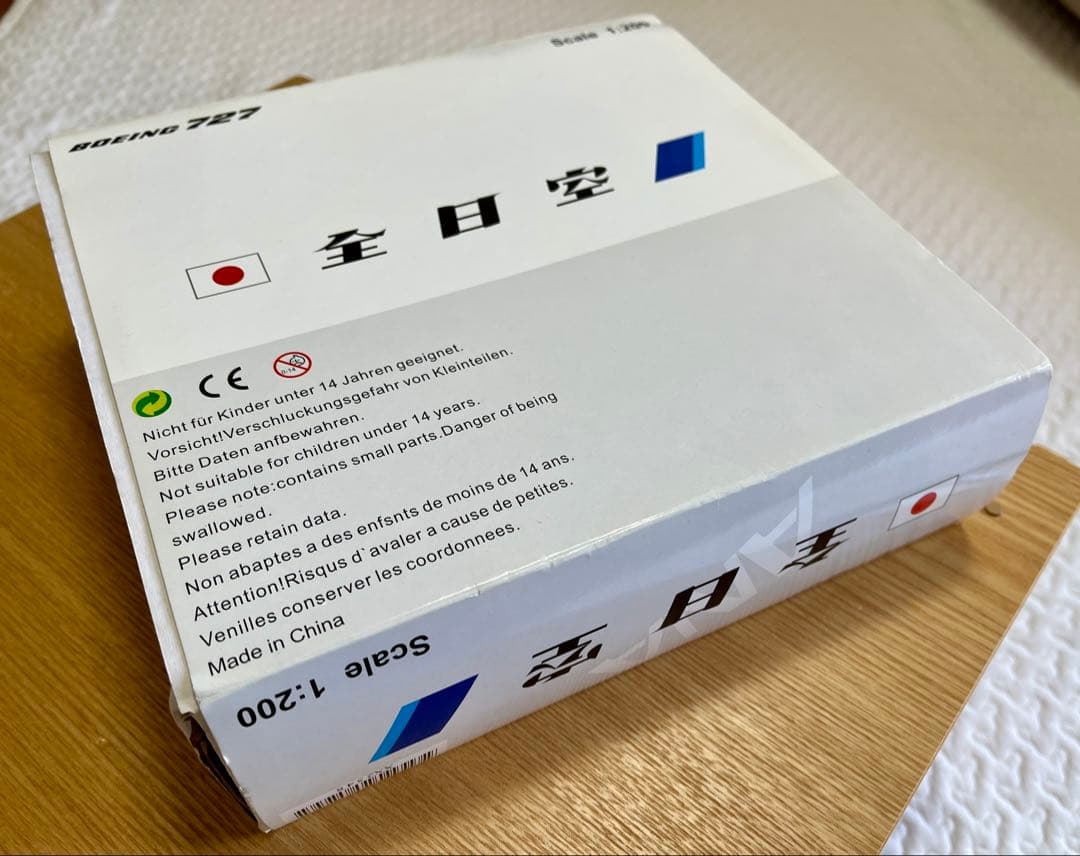 Scale 1:200
BOEING 727
全日空
CE
0-14
Nicht für Kinder unter 14 Jahren geeignet.
Vorsicht!Verschluckungsgefahr von Kleinteilen.
Bitte Daten anfbewahren.
Not suitable for children under 14 years.
Please note:contains small parts.Danger of being
swallowed.
Please retain data.
Non abaptes a des enfsnts de moins de 14 ans.
Attention!Risqus d`avaler a cause de petites.
Venilles conserver les coordonnees.
Made in China
Scale 1:200
全日空